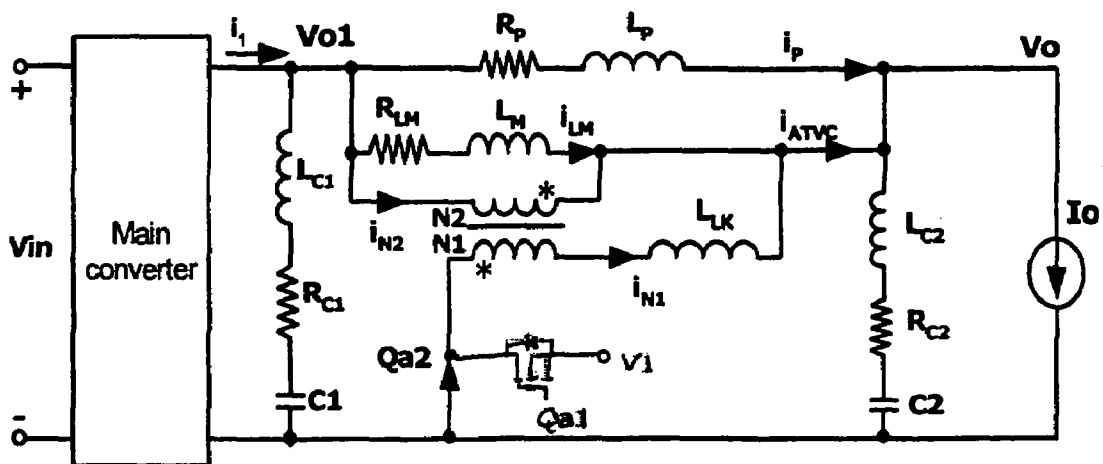 i1
Vo1
RP
LP
iP
Vo
+
RLM
LM
iLM
iATVC
LC1
*
iN2
N2
N1
*
LLK
LC2
Io
Vin
Main
converter
RC1
iN1
RC2
Qa2
V1
Qa1
C1
C2
-